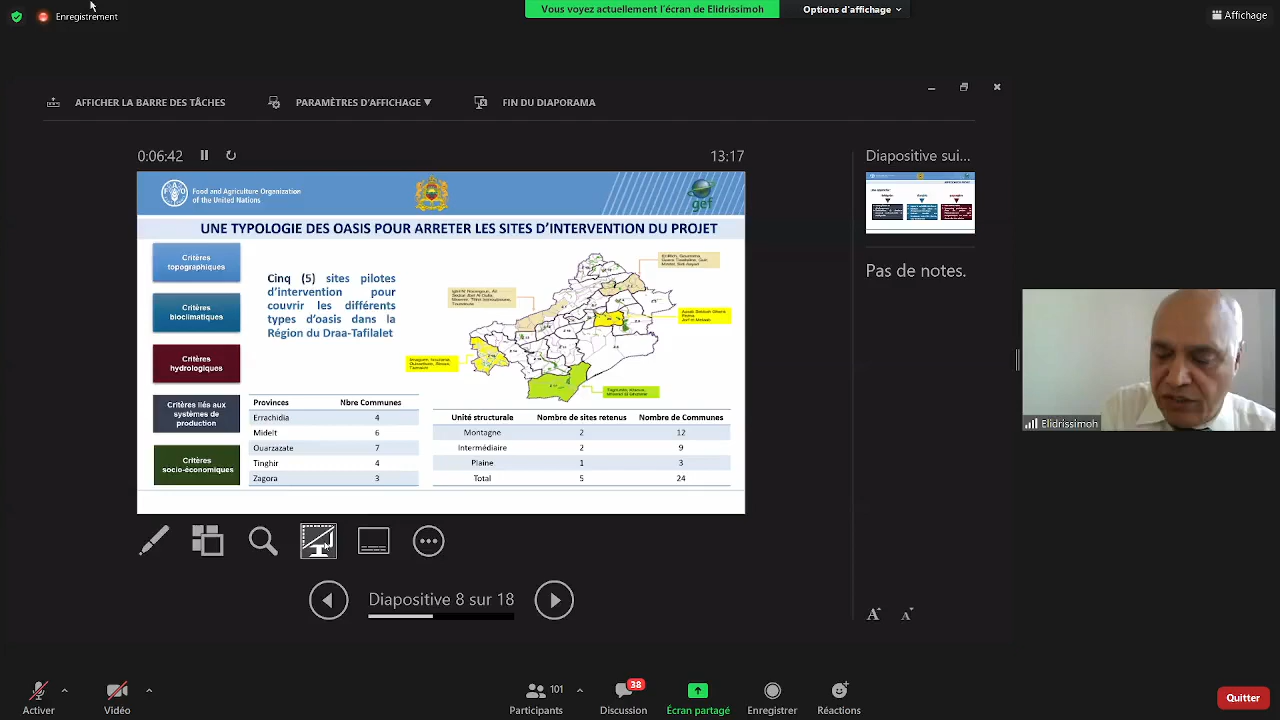 Enregistrement
Vous voyez actuellement l'écran de Elidrissimoh
Options d'affichage
Affichage
AFFICHER LA BARRE DES TÂCHES
PARAMÈTRES D'AFFICHAGE ▼
FIN DU DIAPORAMA
0:06:42
13:17
Diapositive sui...
Food and Agriculture Organization
of the United Nations
gef
UNE TYPOLOGIE DES OASIS POUR ARRETER LES SITES D'INTERVENTION DU PROJET
Critères
topographiques
Critères
bioclimatiques
Critères
hydrologiques
Critères liés aux
systèmes de
production
Critères
socio-économiques
Cinq (5) sites pilotes
d'intervention pour
couvrir les différents
types d'oasis dans la
Région du Draa-Tafilalet
Provinces Nbre Communes
Errachidia 4
Midelt 6
Ouarzazate 7
Tinghir 4
Zagora 3
Unité structurale Nombre de sites retenus Nombre de Communes
Montagne 2 12
Intermédiaire 2 9
Plaine 1 3
Total 5 24
Pas de notes.
Elidrissimoh
Diapositive 8 sur 18
Activer
Vidéo
101
Participants
38
Discussion
Écran partagé
Enregistrer
Réactions
Quitter